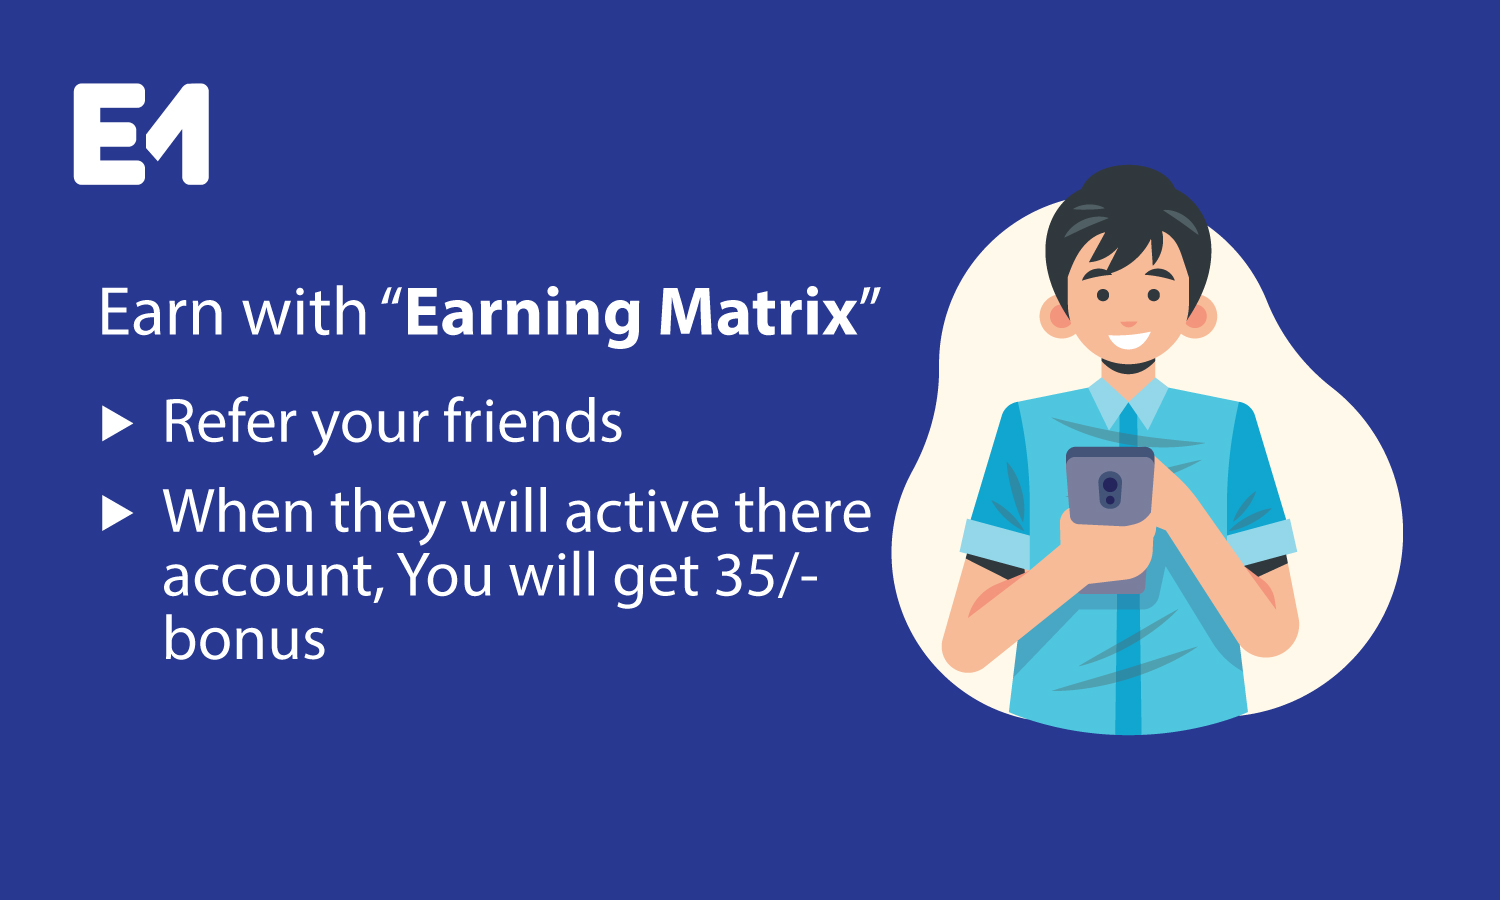 E1
Earn with “Earning Matrix”
Refer your friends
When they will active there
account, You will get 35/-
bonus